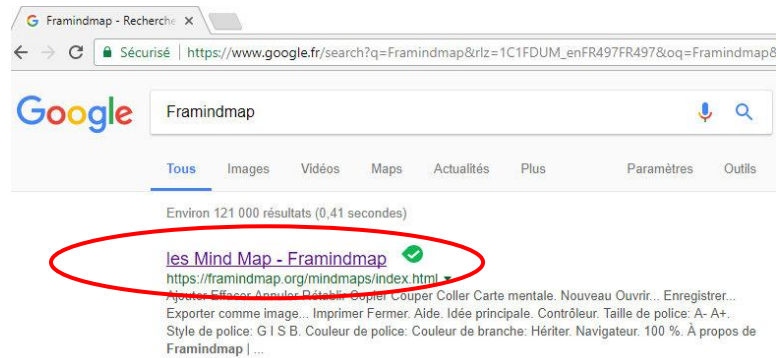 Framindmap - Recherche
Sécurisé | https://www.google.fr/search?q=Framindmap&rlz=1C1FDUM_enFR497FR497&oq=Framindmap&
Google
Framindmap
Tous Images Vidéos Maps Actualités Plus Paramètres Outils
Environ 121 000 résultats (0,41 secondes)
les Mind Map - Framindmap
https://framindmap.org/mindmaps/index.html
Ajouter Effacer Annuler Rétablir Copier Couper Coller Carte mentale. Nouveau Ouvrir... Enregistrer...
Exporter comme image... Imprimer Fermer. Aide. Idée principale. Contrôleur. Taille de police: A- A+.
Style de police: G I S B. Couleur de police: Couleur de branche: Hériter. Navigateur. 100 %. À propos de
Framindmap | ...